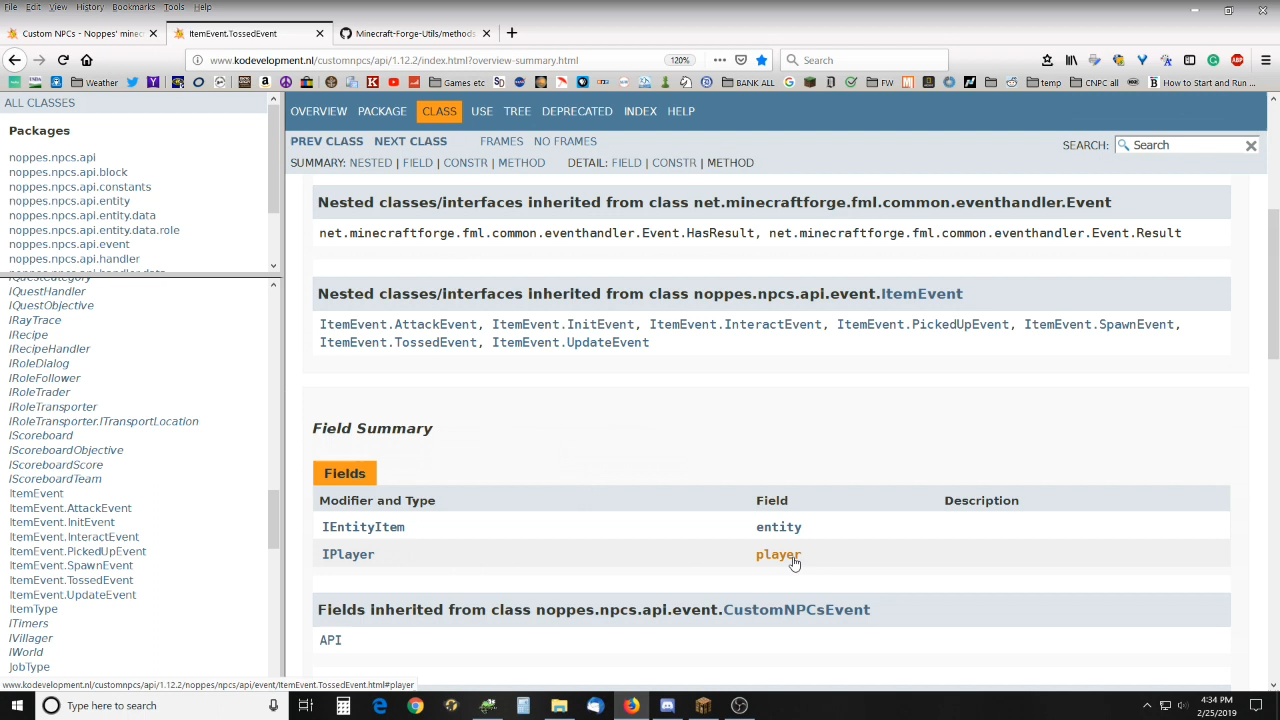 File Edit View History Bookmarks Tools Help
Custom NPCs - Noppes' minec
ItemEvent.TossedEvent
Minecraft-Forge-Utils/methods
www.kodevelopment.nl/customnpcs/api/1.12.2/index.html?overview-summary.html
120%
Search
Weather
Games etc
BANK ALL
FW
temp
CNPC all
How to Start and Run ...
ALL CLASSES
Packages
noppes.npcs.api
noppes.npcs.api.block
noppes.npcs.api.constants
noppes.npcs.api.entity
noppes.npcs.api.entity.data
noppes.npcs.api.entity.data.role
noppes.npcs.api.event
noppes.npcs.api.handler
noppes.npcs.api.handler.data
IQuestCategory
IQuestHandler
IQuestObjective
IRayTrace
IRecipe
IRecipeHandler
IRoleDialog
IRoleFollower
IRoleTrader
IRoleTransporter
IRoleTransporter.ITransportLocation
IScoreboard
IScoreboardObjective
IScoreboardScore
IScoreboardTeam
ItemEvent
ItemEvent.AttackEvent
ItemEvent.InitEvent
ItemEvent.InteractEvent
ItemEvent.PickedUpEvent
ItemEvent.SpawnEvent
ItemEvent.TossedEvent
ItemEvent.UpdateEvent
ItemType
ITimers
IVillager
IWorld
JobType
OVERVIEW PACKAGE CLASS USE TREE DEPRECATED INDEX HELP
PREV CLASS NEXT CLASS FRAMES NO FRAMES
SEARCH: Search
SUMMARY: NESTED | FIELD | CONSTR | METHOD DETAIL: FIELD | CONSTR | METHOD
Nested classes/interfaces inherited from class net.minecraftforge.fml.common.eventhandler.Event
net.minecraftforge.fml.common.eventhandler.Event.HasResult, net.minecraftforge.fml.common.eventhandler.Event.Result
Nested classes/interfaces inherited from class noppes.npcs.api.event.ItemEvent
ItemEvent.AttackEvent, ItemEvent.InitEvent, ItemEvent.InteractEvent, ItemEvent.PickedUpEvent, ItemEvent.SpawnEvent,
ItemEvent.TossedEvent, ItemEvent.UpdateEvent
Field Summary
Fields
Modifier and Type Field Description
IEntityItem entity
IPlayer player
Fields inherited from class noppes.npcs.api.event.CustomNPCsEvent
API
www.kodevelopment.nl/customnpcs/api/1.12.2/noppes/npcs/api/event/ItemEvent.TossedEvent.html#player
Type here to search
4:34 PM
2/25/2019